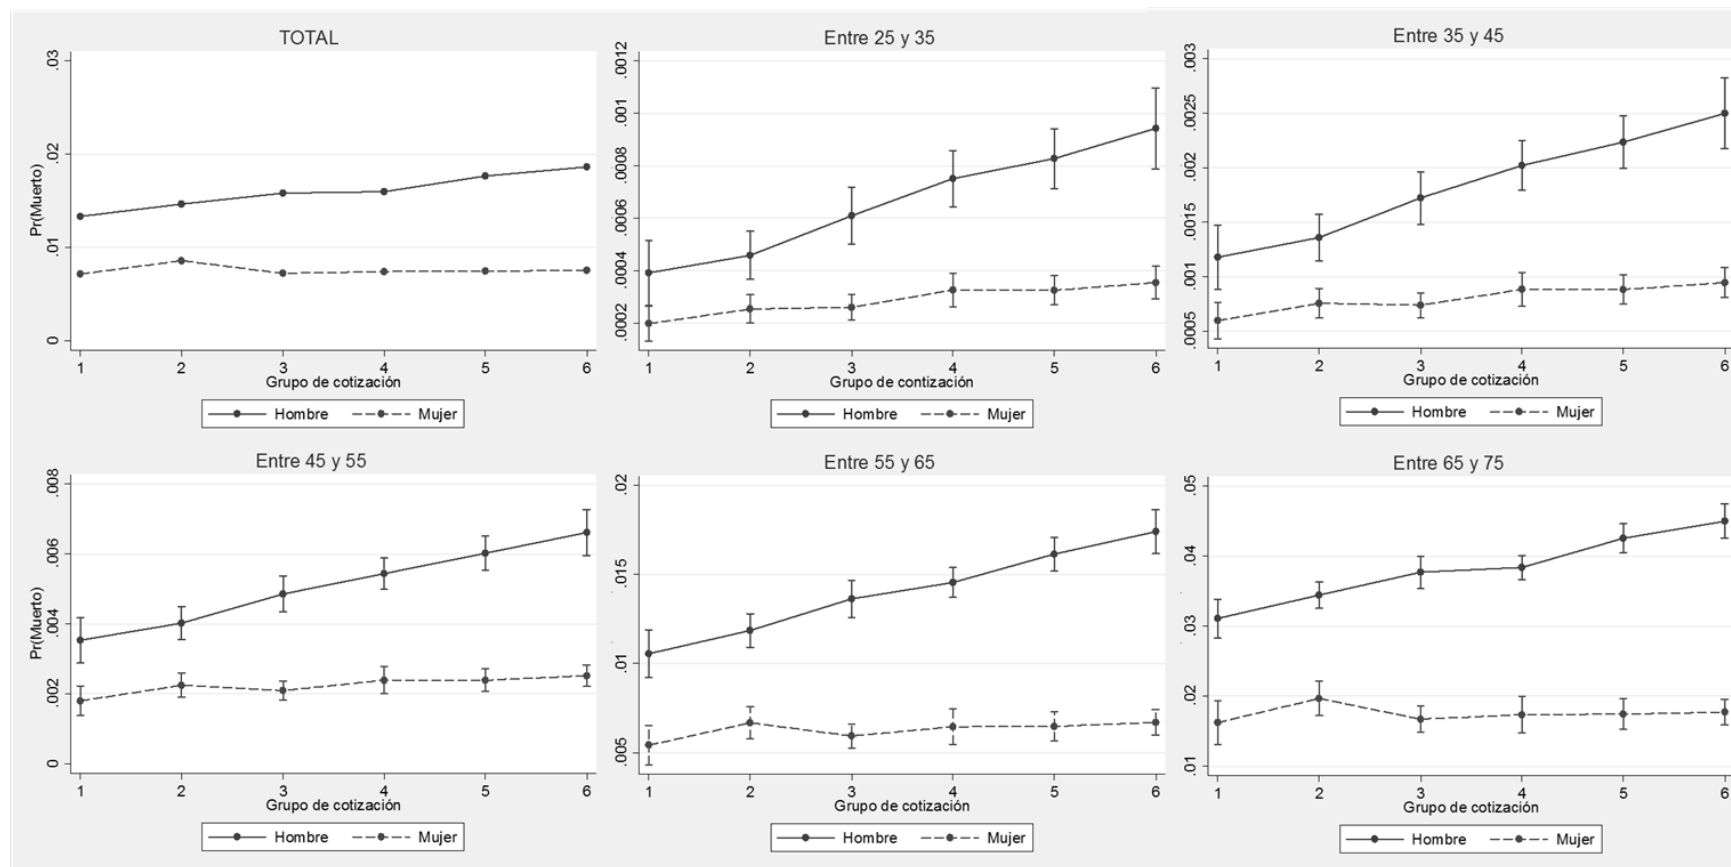 TOTAL
Pr(Muerto)
.03
.02
.01
0
1 2 3 4 5 6
Grupo de cotización
Hombre Mujer
Entre 25 y 35
.0012
.001
.0008
.0006
.0004
.0002
1 2 3 4 5 6
Grupo de contización
Hombre Mujer
Entre 35 y 45
.003
.0025
.002
.0015
.001
.0005
1 2 3 4 5 6
Grupo de cotización
Hombre Mujer
Entre 45 y 55
Pr(Muerto)
.008
.006
.004
.002
0
1 2 3 4 5 6
Grupo de cotización
Hombre Mujer
Entre 55 y 65
.02
.015
.01
.005
1 2 3 4 5 6
Grupo de cotización
Hombre Mujer
Entre 65 y 75
.05
.04
.03
.02
.01
1 2 3 4 5 6
Grupo de cotización
Hombre Mujer